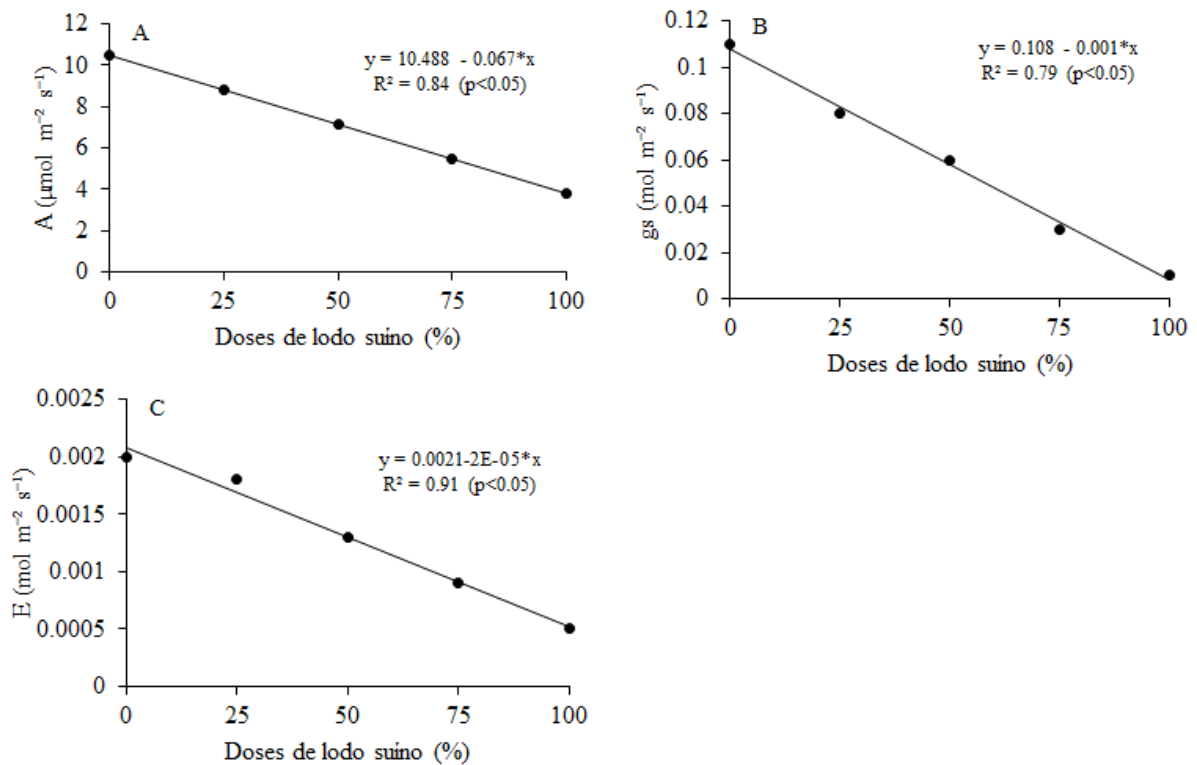 A
y = 10.488 - 0.067*x
R² = 0.84 (p<0.05)
A (μmol m⁻² s⁻¹)
12
10
8
6
4
2
0
0 25 50 75 100
Doses de lodo suíno (%)
B
y = 0.108 - 0.001*x
R² = 0.79 (p<0.05)
gs (mol m⁻² s⁻¹)
0.12
0.1
0.08
0.06
0.04
0.02
0
0 25 50 75 100
Doses de lodo suíno (%)
C
y = 0.0021-2E-05*x
R² = 0.91 (p<0.05)
E (mol m⁻² s⁻¹)
0.0025
0.002
0.0015
0.001
0.0005
0
0 25 50 75 100
Doses de lodo suíno (%)